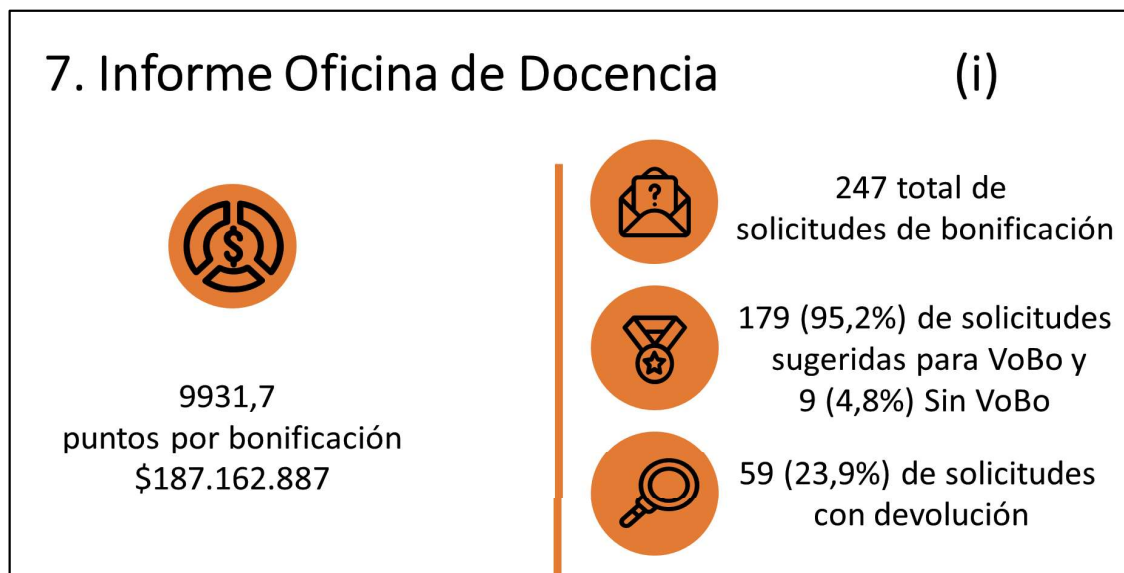 7. Informe Oficina de Docencia (i)
$
9931,7
puntos por bonificación
$187.162.887
?
247 total de
solicitudes de bonificación
179 (95,2%) de solicitudes
sugeridas para VoBo y
9 (4,8%) Sin VoBo
59 (23,9%) de solicitudes
con devolución